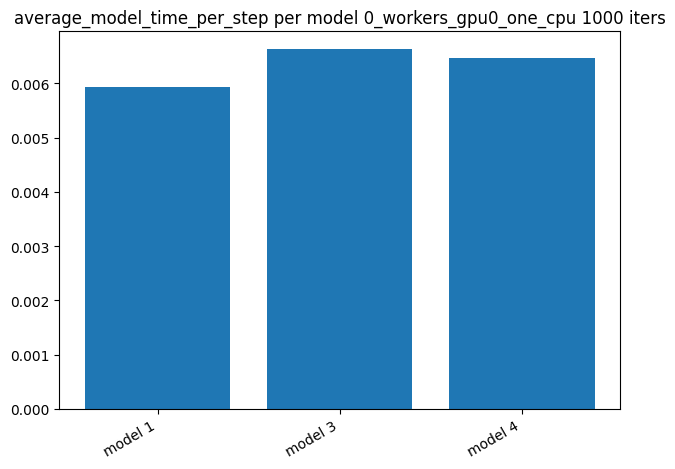 average_model_time_per_step per model 0_workers_gpu0_one_cpu 1000 iters
0.006
0.005
0.004
0.003
0.002
0.001
0.000
model 1
model 3
model 4